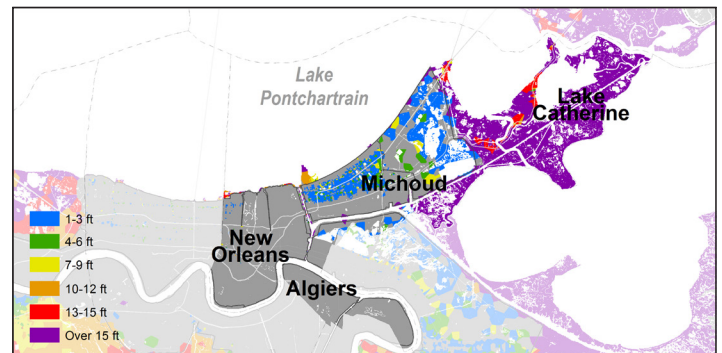 Lake
Pontchartrain
Lake
Catherine
Michoud
New
Orleans
Algiers
1-3 ft
4-6 ft
7-9 ft
10-12 ft
13-15 ft
Over 15 ft